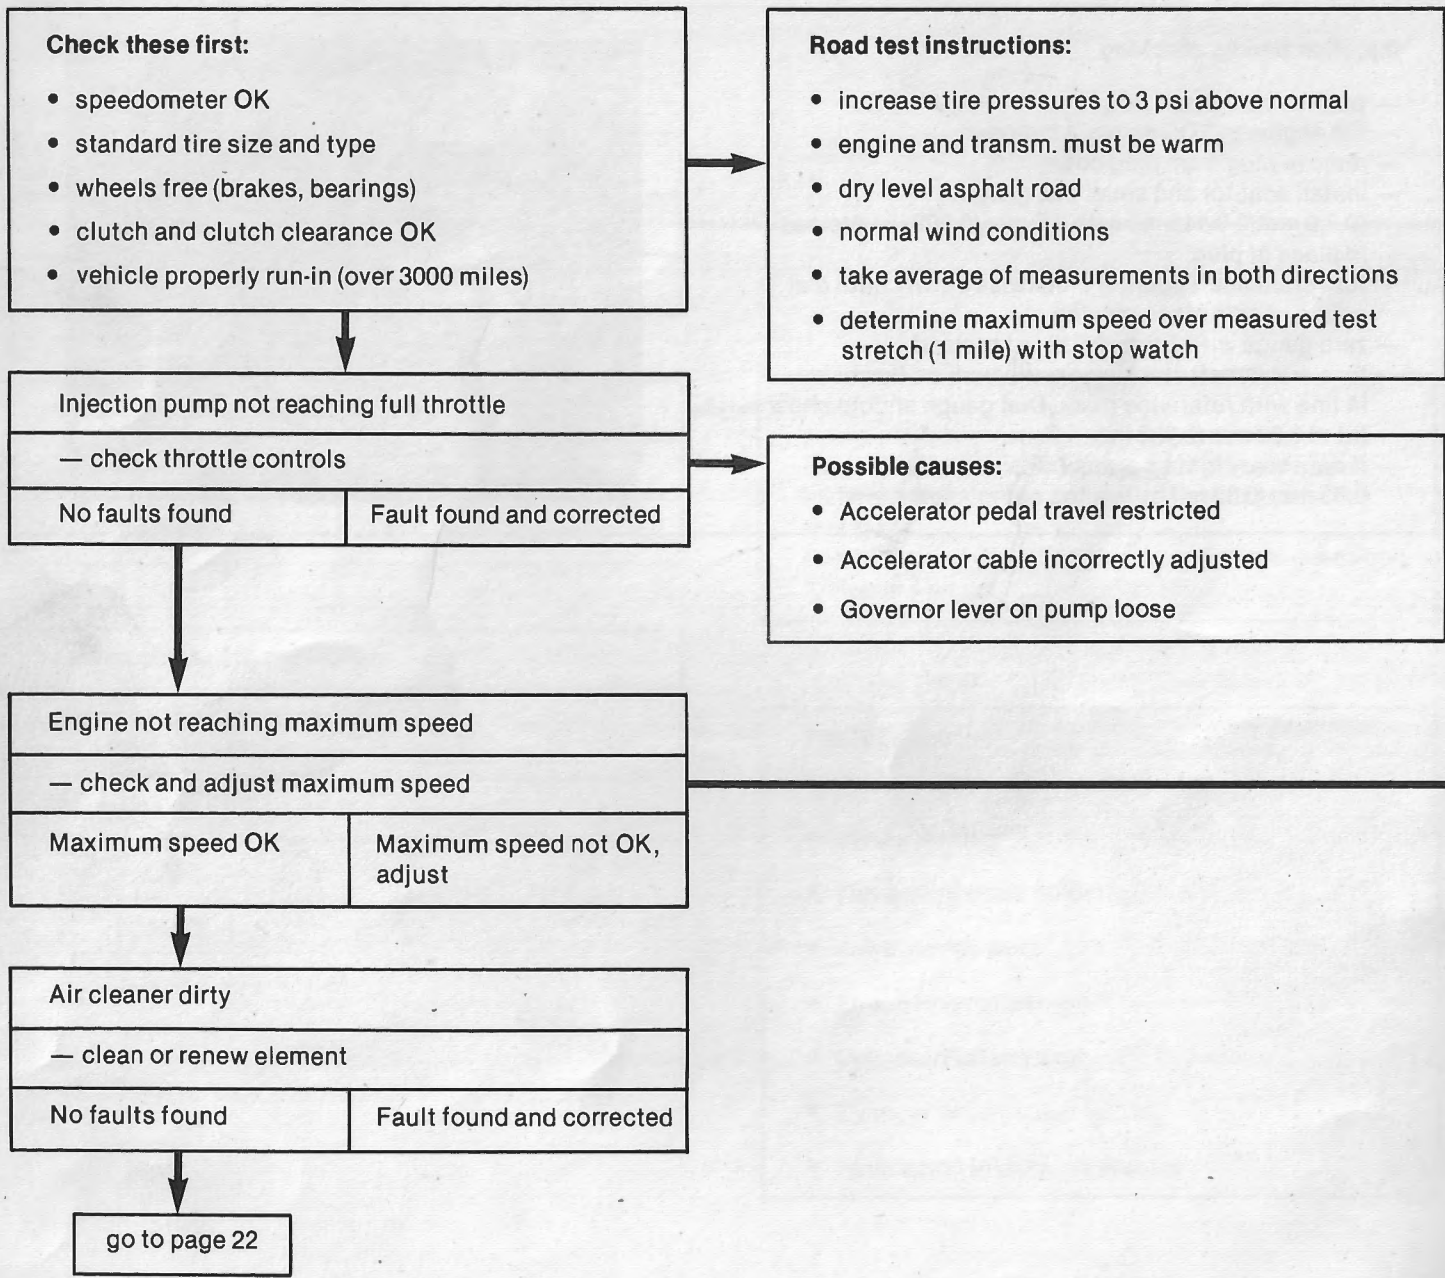 Check these first:
• speedometer OK
• standard tire size and type
• wheels free (brakes, bearings)
• clutch and clutch clearance OK
• vehicle properly run-in (over 3000 miles)
Road test instructions:
• increase tire pressures to 3 psi above normal
• engine and transm. must be warm
• dry level asphalt road
• normal wind conditions
• take average of measurements in both directions
• determine maximum speed over measured test
stretch (1 mile) with stop watch
Injection pump not reaching full throttle
— check throttle controls
No faults found
Fault found and corrected
Possible causes:
• Accelerator pedal travel restricted
• Accelerator cable incorrectly adjusted
• Governor lever on pump loose
Engine not reaching maximum speed
— check and adjust maximum speed
Maximum speed OK
Maximum speed not OK,
adjust
Air cleaner dirty
— clean or renew element
No faults found
Fault found and corrected
go to page 22